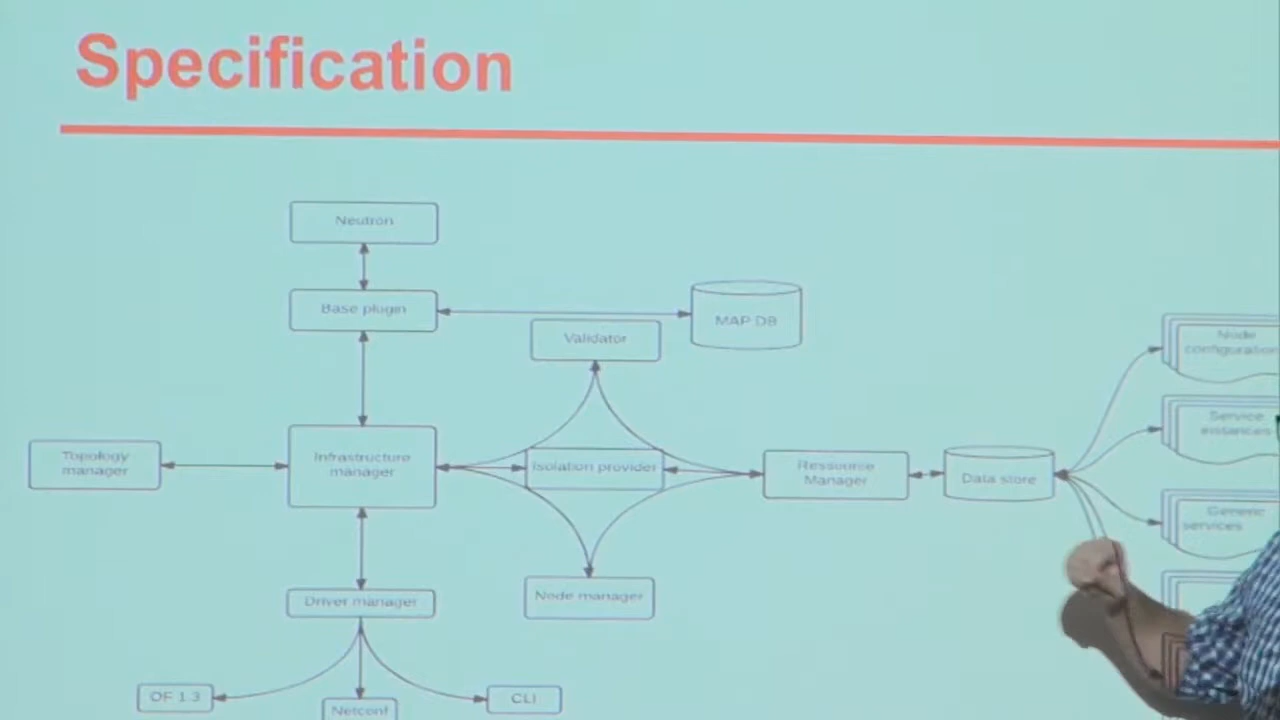 Specification
Neutron
Base plugin
MAP DB
Validator
Node
configuration
Service
instances
Topology
manager
Infrastructure
manager
Isolation provider
Ressource
Manager
Data store
Generic
services
Driver manager
Node manager
OF 1.3
Netconf
CLI